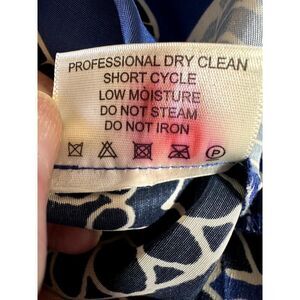 PROFESSIONAL DRY CLEAN
SHORT CYCLE
LOW MOISTURE
DO NOT STEAM
DO NOT IRON
P